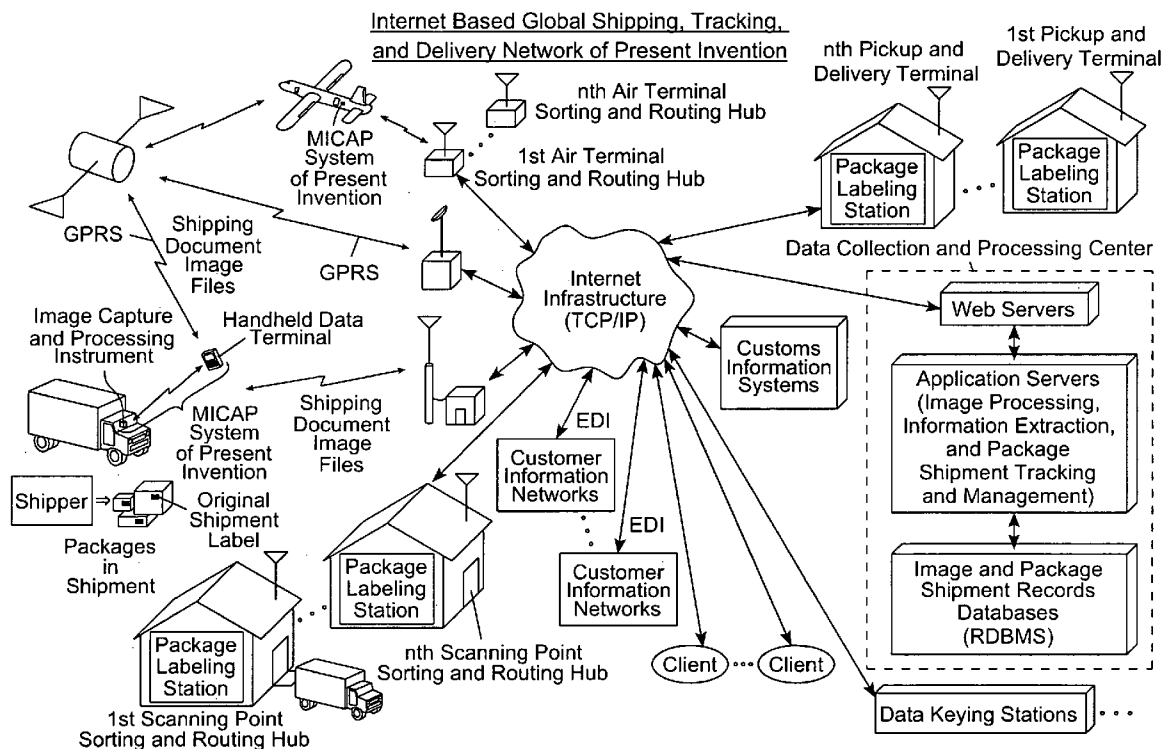 Internet Based Global Shipping, Tracking,
and Delivery Network of Present Invention
nth Pickup and
Delivery Terminal
1st Pickup and
Delivery Terminal
nth Air Terminal
Sorting and Routing Hub
MICAP
System
of Present
Invention
1st Air Terminal
Sorting and Routing Hub
Package
Labeling
Station
Package
Labeling
Station
GPRS
Shipping
Document
Image
Files
GPRS
Internet
Infrastructure
(TCP/IP)
Data Collection and Processing Center
Web Servers
Image Capture
and Processing
Instrument
Handheld Data
Terminal
Customs
Information
Systems
Application Servers
(Image Processing,
Information Extraction,
and Package
Shipment Tracking
and Management)
MICAP
System
of Present
Invention
Shipping
Document
Image
Files
EDI
Customer
Information
Networks
Shipper
Original
Shipment
Label
Packages
in
Shipment
EDI
Customer
Information
Networks
Image and Package
Shipment Records
Databases
(RDBMS)
Package
Labeling
Station
Package
Labeling
Station
nth Scanning Point
Sorting and Routing Hub
Client
Client
1st Scanning Point
Sorting and Routing Hub
Data Keying Stations